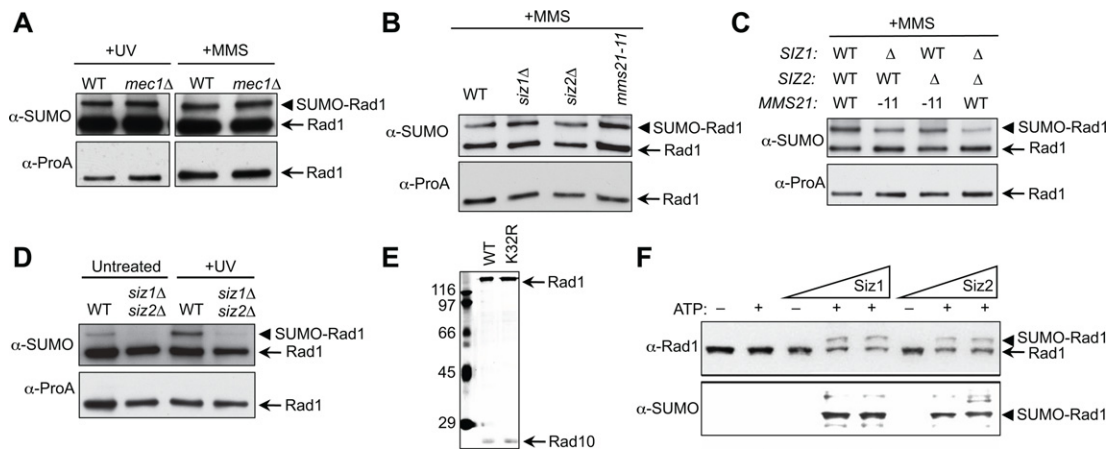 A
+UV +MMS
WT mec1Δ WT mec1Δ
α-SUMO
SUMO-Rad1
Rad1
α-ProA
Rad1
B
+MMS
WT siz1Δ siz2Δ mms21-11
α-SUMO
SUMO-Rad1
Rad1
α-ProA
Rad1
C
+MMS
SIZ1: WT Δ WT Δ
SIZ2: WT WT Δ Δ
MMS21: WT -11 -11 WT
α-SUMO
SUMO-Rad1
Rad1
α-ProA
Rad1
D
Untreated +UV
WT siz1Δ siz2Δ WT siz1Δ siz2Δ
α-SUMO
SUMO-Rad1
Rad1
α-ProA
Rad1
E
WT K32R
Rad1
116
97
66
45
29
Rad10
F
Siz1 Siz2
ATP: – + – + + – + +
α-Rad1
SUMO-Rad1
Rad1
α-SUMO
SUMO-Rad1